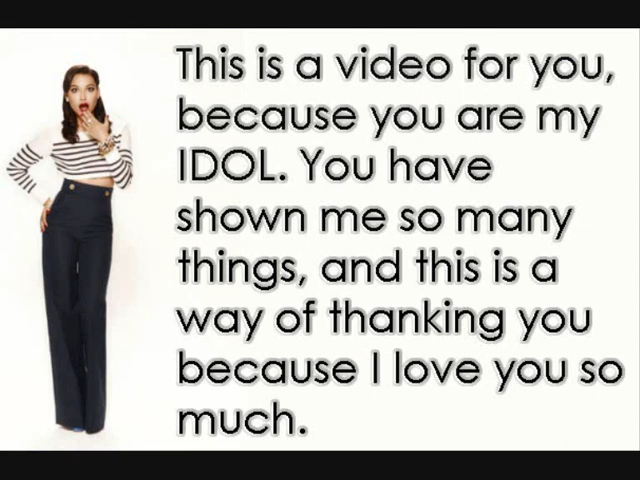 This is a video for you,
because you are my
IDOL. You have
shown me so many
things, and this is a
way of thanking you
because I love you so
much.